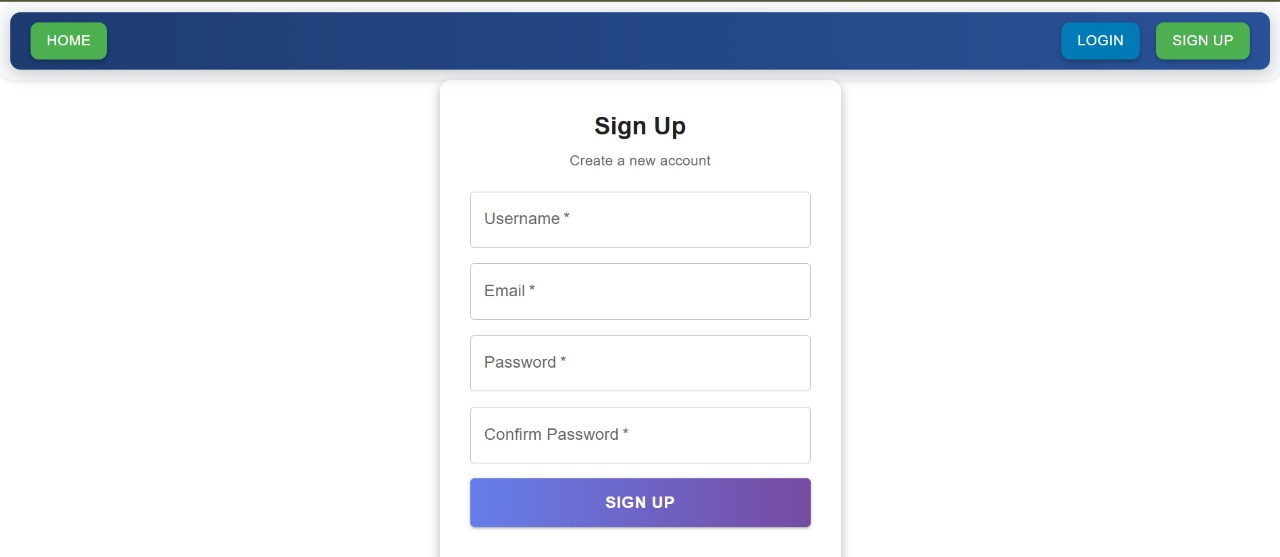 HOME LOGIN SIGN UP
Sign Up
Create a new account
Username *
Email *
Password *
Confirm Password *
SIGN UP